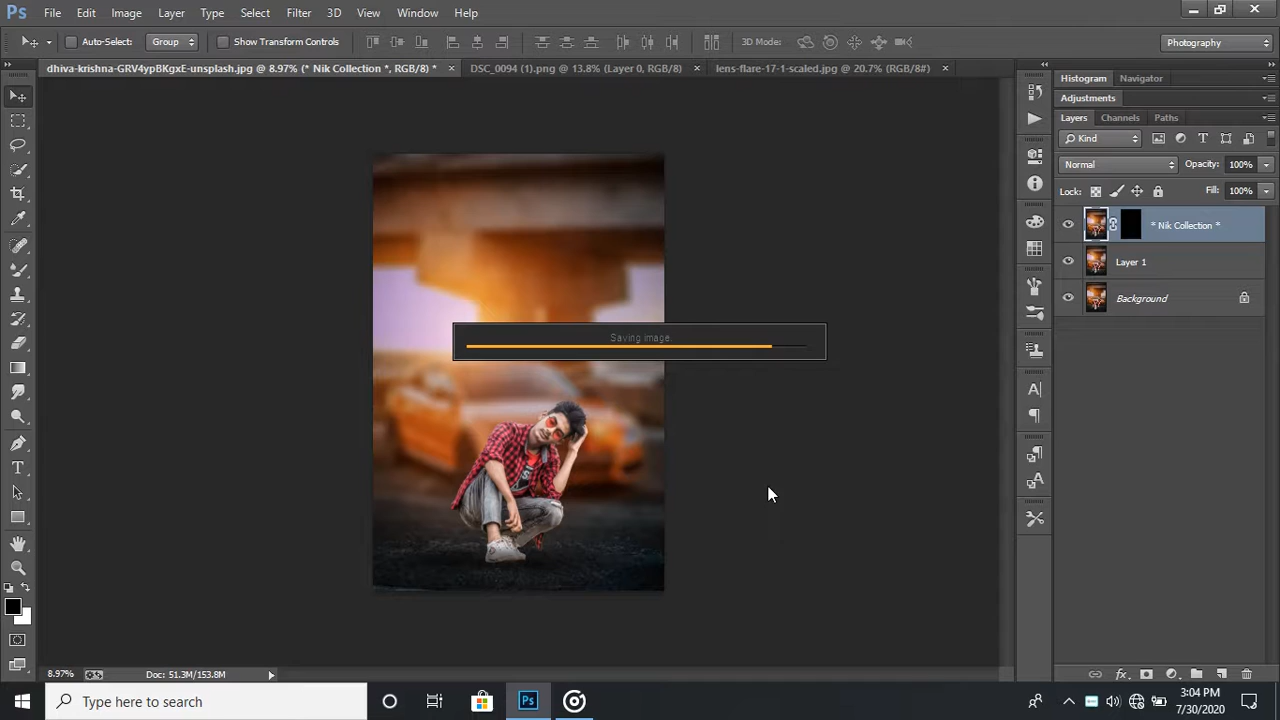 Ps File Edit Image Layer Type Select Filter 3D View Window Help
Auto-Select: Group Show Transform Controls 3D Mode: Photography
dhiva-krishna-GRV4ypBKgxE-unsplash.jpg @ 8.97% (* Nik Collection *, RGB/8) * × DSC_0094 (1).png @ 13.8% (Layer 0, RGB/8) × lens-flare-17-1-scaled.jpg @ 20.7% (RGB/8#) ×
Histogram Navigator
Adjustments
Layers Channels Paths
Kind
Normal Opacity: 100%
Lock: Fill: 100%
* Nik Collection *
Layer 1
Background
Saving image.
8.97% Doc: 51.3M/153.8M
Type here to search
Ps
3:04 PM
7/30/2020